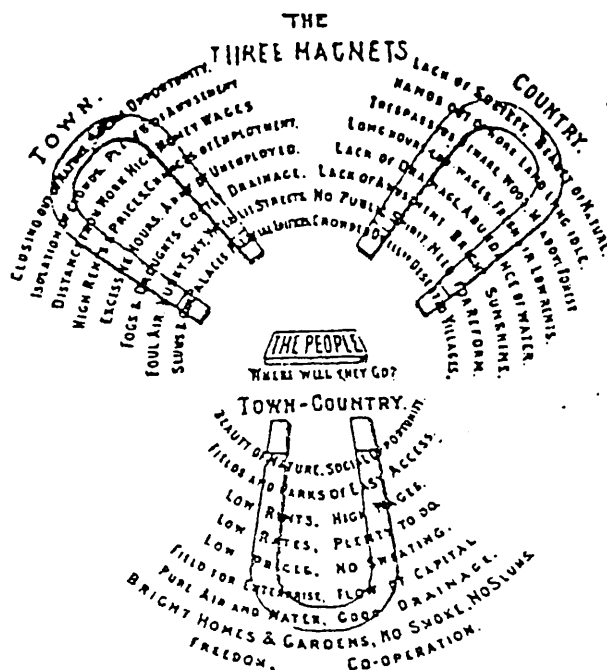 THE
THREE MAGNETS
TOWN.
CLOSING OUT OF NATURE. SOCIAL OPPORTUNITY.
ISOLATION OF CROWDS. PLACES OF AMUSEMENT
DISTANCE FROM WORK. HIGH MONEY WAGES
HIGH RENTS & PRICES. CHANCES OF EMPLOYMENT.
EXCESSIVE HOURS. ARMY OF UNEMPLOYED.
FOGS & DROUGHTS. COSTLY DRAINAGE.
FOUL AIR. MURKY SKY. STREETS
SLUMS & PALACES
COUNTRY.
LACK OF SOCIETY. BEAUTY OF NATURE.
HANDS OUT OF WORK. LAND LYING IDLE.
TRESPASSERS BEWARE. WOOD, MEADOW, FOREST
LONG HOURS LOW WAGES. FRESH AIR LOW RENTS.
LACK OF DRAINAGE. ABUNDANCE OF WATER.
LACK OF AMUSEMENT. BRIGHT SUNSHINE.
NO PUBLIC SPIRIT. NEED FOR REFORM.
CROWDED DESERTED VILLAGES.
THE PEOPLE
WHERE WILL THEY GO?
TOWN-COUNTRY.
BEAUTY OF NATURE. SOCIAL OPPORTUNITY.
FIELDS AND PARKS OF EASY ACCESS.
LOW RENTS, HIGH WAGES.
LOW RATES, PLENTY TO DO.
LOW PRICES, NO SWEATING.
FIELD FOR ENTERPRISE, FLOW OF CAPITAL
PURE AIR AND WATER, GOOD DRAINAGE.
BRIGHT HOMES & GARDENS, NO SMOKE, NO SLUMS
FREEDOM. CO-OPERATION.